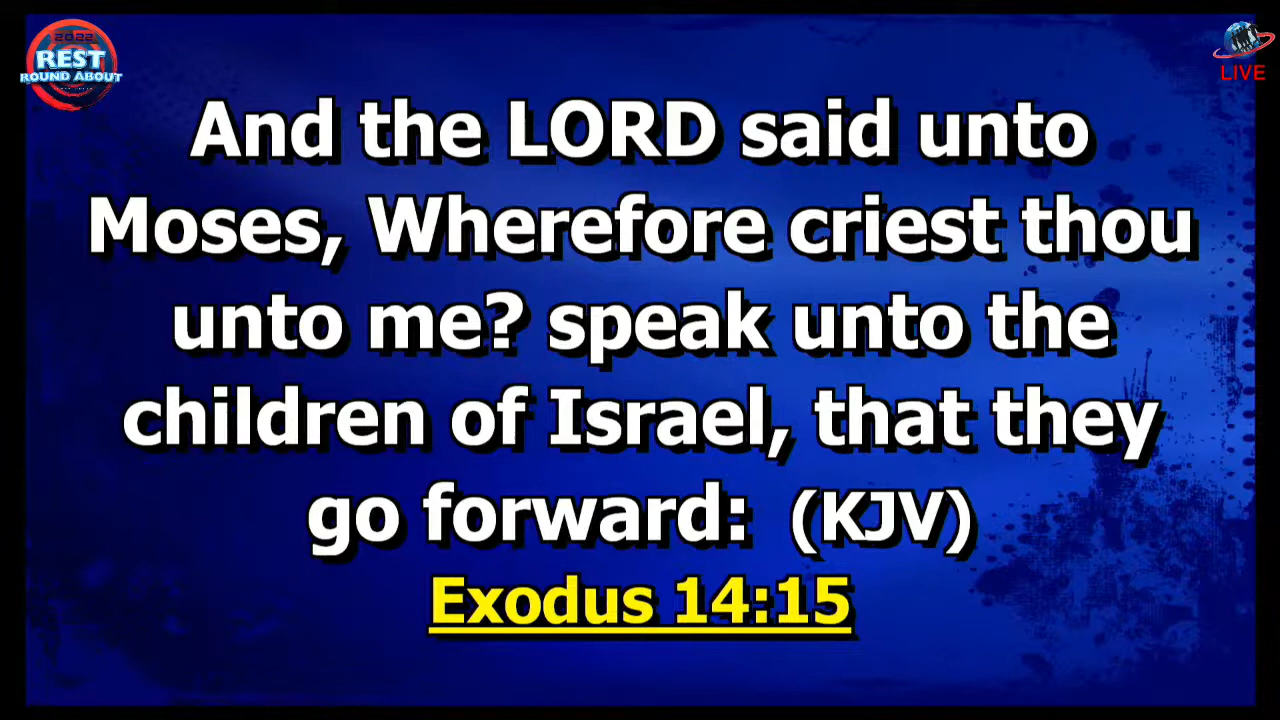 2022
REST
ROUND ABOUT
LIVE
And the LORD said unto
Moses, Wherefore criest thou
unto me? speak unto the
children of Israel, that they
go forward: (KJV)
Exodus 14:15